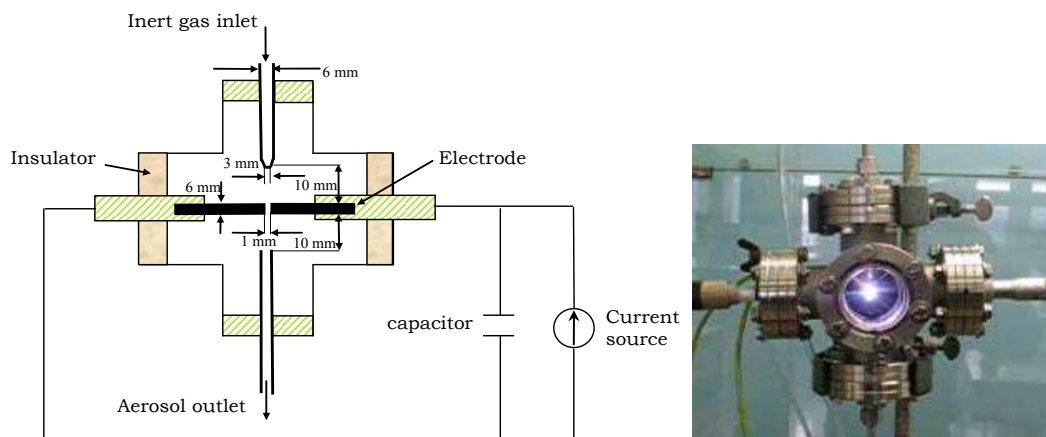 Inert gas inlet
6 mm
Insulator
3 mm
Electrode
6 mm
10 mm
1 mm
10 mm
capacitor
Current
source
Aerosol outlet